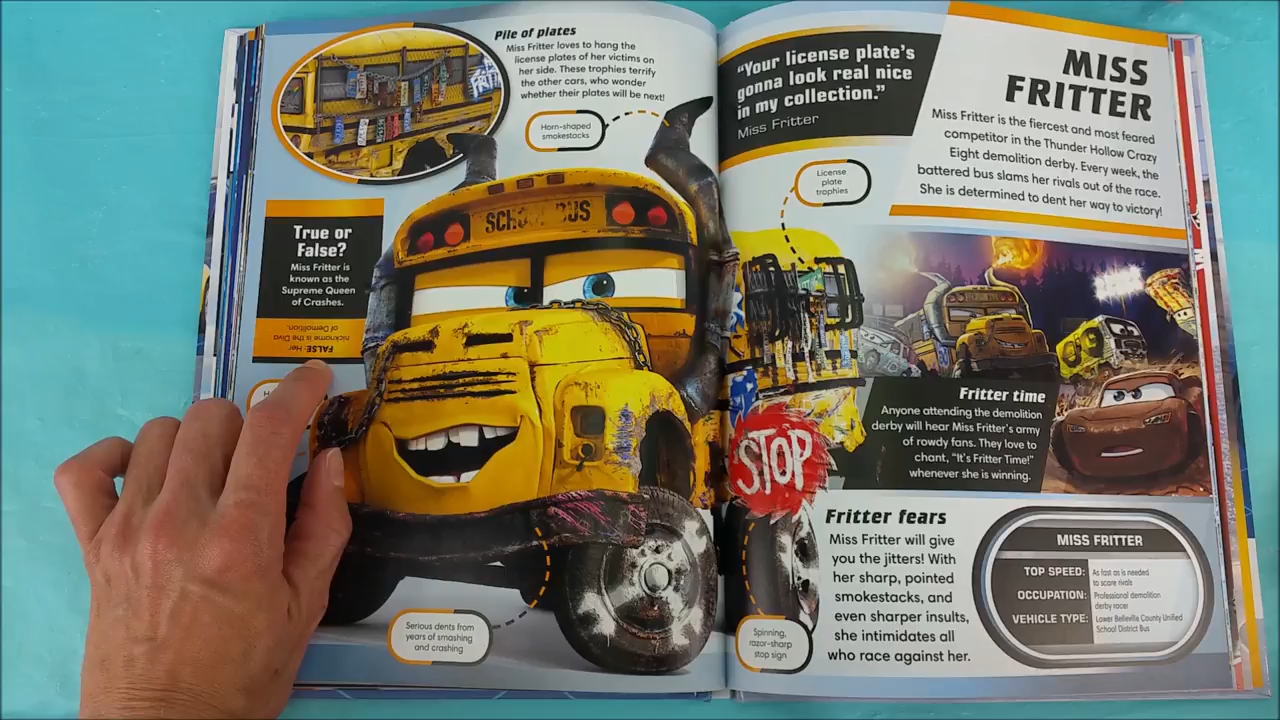 Pile of plates
Miss Fritter loves to hang the
license plates of her victims on
her side. These trophies terrify
the other cars, who wonder
whether their plates will be next!
Horn-shaped
smokestacks
True or
False?
Miss Fritter is
known as the
Supreme Queen
of Crashes.
FALSE: Her
nickname is the Diva
of Demolition.
SCHOOL BUS
Serious dents from
years of smashing
and crashing
"Your license plate's
gonna look real nice
in my collection."
Miss Fritter
MISS
FRITTER
Miss Fritter is the fiercest and most feared
competitor in the Thunder Hollow Crazy
Eight demolition derby. Every week, the
battered bus slams her rivals out of the race.
She is determined to dent her way to victory!
License
plate
trophies
Fritter time
Anyone attending the demolition
derby will hear Miss Fritter's army
of rowdy fans. They love to
chant, "It's Fritter Time!"
whenever she is winning.
STOP
Spinning,
razor-sharp
stop sign
Fritter fears
Miss Fritter will give
you the jitters! With
her sharp, pointed
smokestacks, and
even sharper insults,
she intimidates all
who race against her.
MISS FRITTER
TOP SPEED: As fast as is needed
to scare rivals
OCCUPATION: Professional demolition
derby racer
VEHICLE TYPE: Lower Belleville County Unified
School District Bus